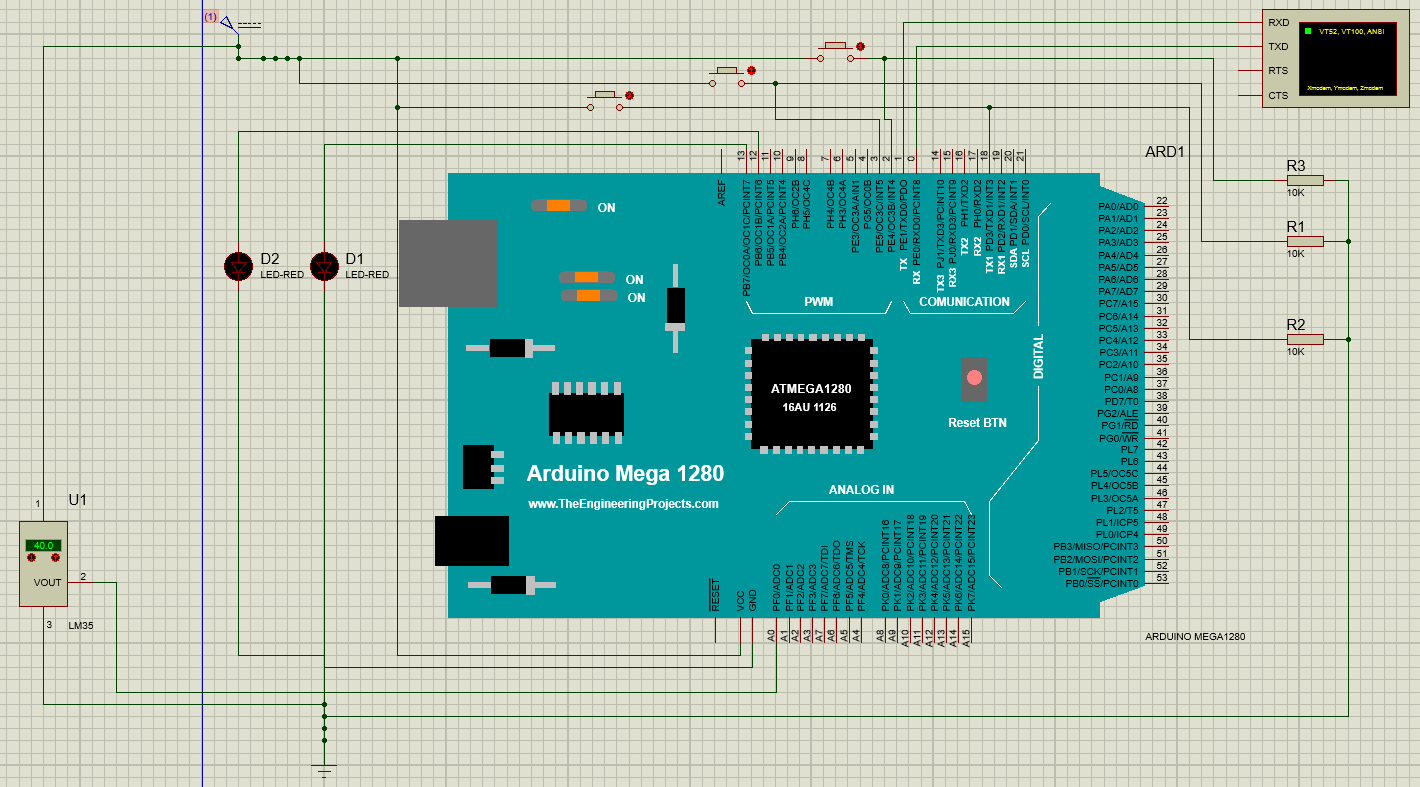 (1)
VT52, VT100, ANSI
Xmodem, Ymodem, Zmodem
RXD
TXD
RTS
CTS
ARD1
R3
10K
R1
10K
R2
10K
D2
LED-RED
D1
LED-RED
ON
ON
ON
AREF
13
12
11
10
9
8
7
6
5
4
3
2
1
0
14
15
16
17
18
19
20
21
PB7/OC0A/OC1C/PCINT7
PB6/OC1B/PCINT6
PB5/OC1A/PCINT5
PB4/OC2A/PCINT4
PH6/OC2B
PH5/OC4C
PH4/OC4B
PH3/OC4A
PE3/OC3A/AIN1
PG5/OC0B
PE5/OC3C/INT5
PE4/OC3B/INT4
PE1/TXD0/PDO
PE0/RXD0/PCINT8
PJ1/TXD3/PCINT10
PJ0/RXD3/PCINT9
PH1/TXD2
PH0/RXD2
PD3/TXD1/INT3
PD2/RXD1/INT2
PD1/SDA/INT1
PD0/SCL/INT0
TX
RX
TX3
RX3
TX2
RX2
TX1
RX1
SDA
SCL
PWM
COMUNICATION
DIGITAL
PA0/AD0 22
PA1/AD1 23
PA2/AD2 24
PA3/AD3 25
PA4/AD4 26
PA5/AD5 27
PA6/AD6 28
PA7/AD7 29
PC7/A15 30
PC6/A14 31
PC5/A13 32
PC4/A12 33
PC3/A11 34
PC2/A10 35
PC1/A9 36
PC0/A8 37
PD7/T0 38
PG2/ALE 39
PG1/RD 40
PG0/WR 41
PL7 42
PL6 43
PL5/OC5C 44
PL4/OC5B 45
PL3/OC5A 46
PL2/T5 47
PL1/ICP5 48
PL0/ICP4 49
PB3/MISO/PCINT3 50
PB2/MOSI/PCINT2 51
PB1/SCK/PCINT1 52
PB0/SS/PCINT0 53
ATMEGA1280
16AU 1126
Reset BTN
Arduino Mega 1280
www.TheEngineeringProjects.com
ANALOG IN
RESET
VCC
GND
PF0/ADC0
PF1/ADC1
PF2/ADC2
PF3/ADC3
PF7/ADC7/TDI
PF6/ADC6/TDO
PF5/ADC5/TMS
PF4/ADC4/TCK
PK0/ADC8/PCINT16
PK1/ADC9/PCINT17
PK2/ADC10/PCINT18
PK3/ADC11/PCINT19
PK4/ADC12/PCINT20
PK5/ADC13/PCINT21
PK6/ADC14/PCINT22
PK7/ADC15/PCINT23
A0
A1
A2
A3
A7
A6
A5
A4
A8
A9
A10
A11
A12
A13
A14
A15
ARDUINO MEGA1280
1
U1
40.0
VOUT
2
3
LM35